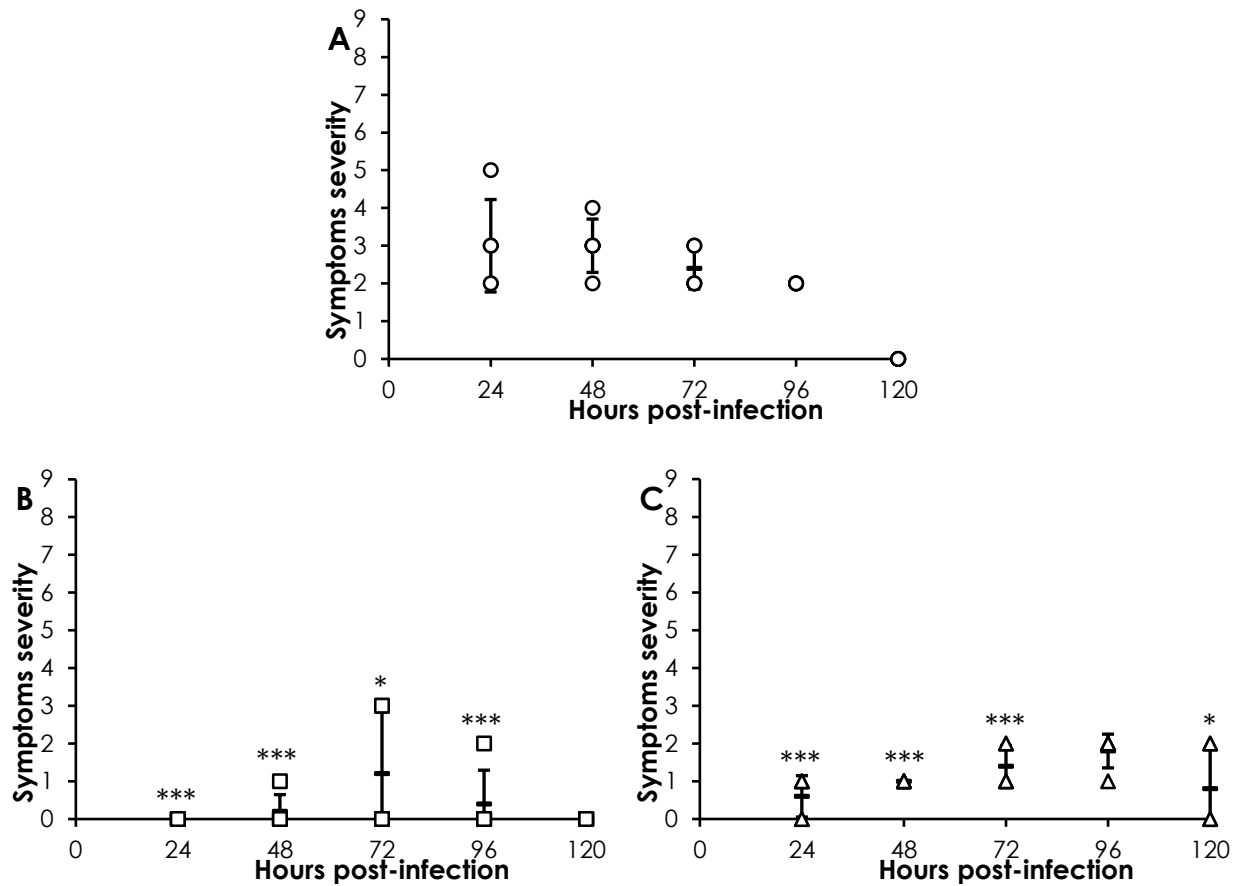 A
Symptoms severity
9
8
7
6
5
4
3
2
1
0
0 24 48 72 96 120
Hours post-infection
B
Symptoms severity
9
8
7
6
5
4
3
2
1
0
*** *** * ***
0 24 48 72 96 120
Hours post-infection
C
Symptoms severity
9
8
7
6
5
4
3
2
1
0
*** *** *** *
0 24 48 72 96 120
Hours post-infection